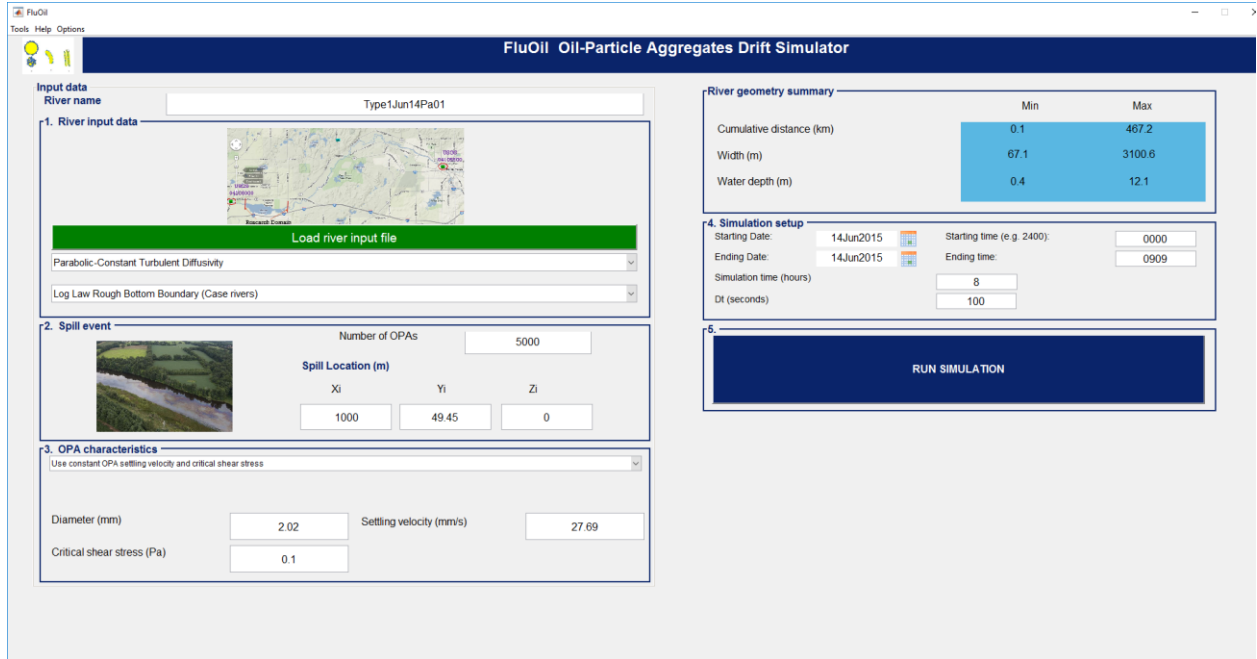 FluOil
Tools Help Options
FluOil Oil-Particle Aggregates Drift Simulator
Input data
River name
Type1Jun14Pa01
1. River input data
Load river input file
Parabolic-Constant Turbulent Diffusivity
Log Law Rough Bottom Boundary (Case rivers)
2. Spill event
Number of OPAs
5000
Spill Location (m)
Xi Yi Zi
1000 49.45 0
3. OPA characteristics
Use constant OPA settling velocity and critical shear stress
Diameter (mm) 2.02 Settling velocity (mm/s) 27.69
Critical shear stress (Pa) 0.1
River geometry summary
Min Max
Cumulative distance (km) 0.1 467.2
Width (m) 67.1 3100.6
Water depth (m) 0.4 12.1
4. Simulation setup
Starting Date: 14Jun2015 Starting time (e.g. 2400): 0000
Ending Date: 14Jun2015 Ending time: 0909
Simulation time (hours) 8
Dt (seconds) 100
5.
RUN SIMULATION